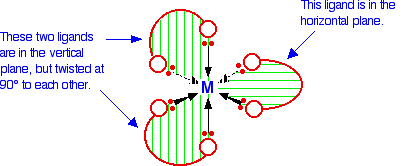 This ligand is in the
horizontal plane.
These two ligands
are in the vertical
plane, but twisted at
90° to each other.
M